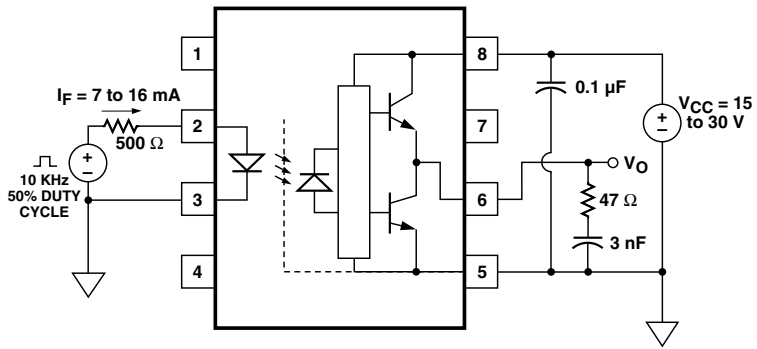 1
8
I_F = 7 to 16 mA
0.1 µF
V_CC = 15
to 30 V
2
7
500 Ω
+
–
+
–
V_O
10 KHz
50% DUTY
CYCLE
3
6
47 Ω
3 nF
4
5